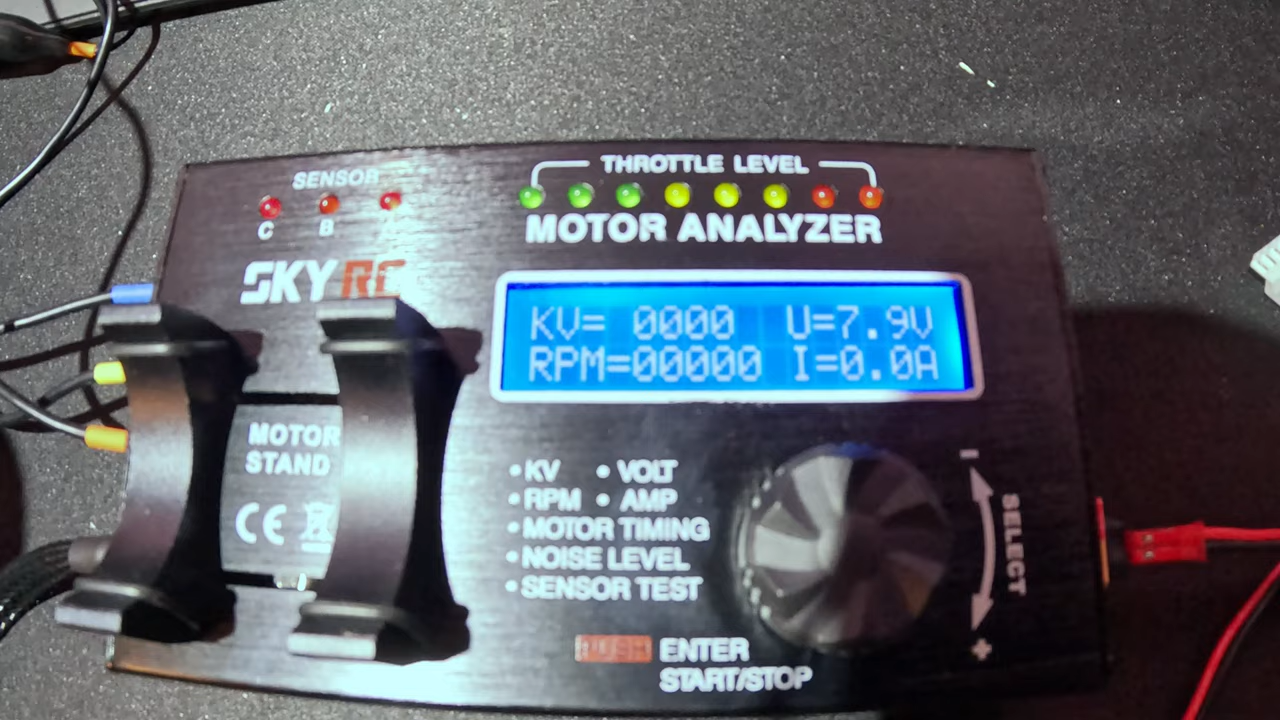 THROTTLE LEVEL
SENSOR
C B A
MOTOR ANALYZER
SKYRC
KV= 0000 U=7.9V
RPM=00000 I=0.0A
MOTOR
STAND
CE
• KV • VOLT
• RPM • AMP
• MOTOR TIMING
• NOISE LEVEL
• SENSOR TEST
SELECT
PUSH ENTER
START/STOP